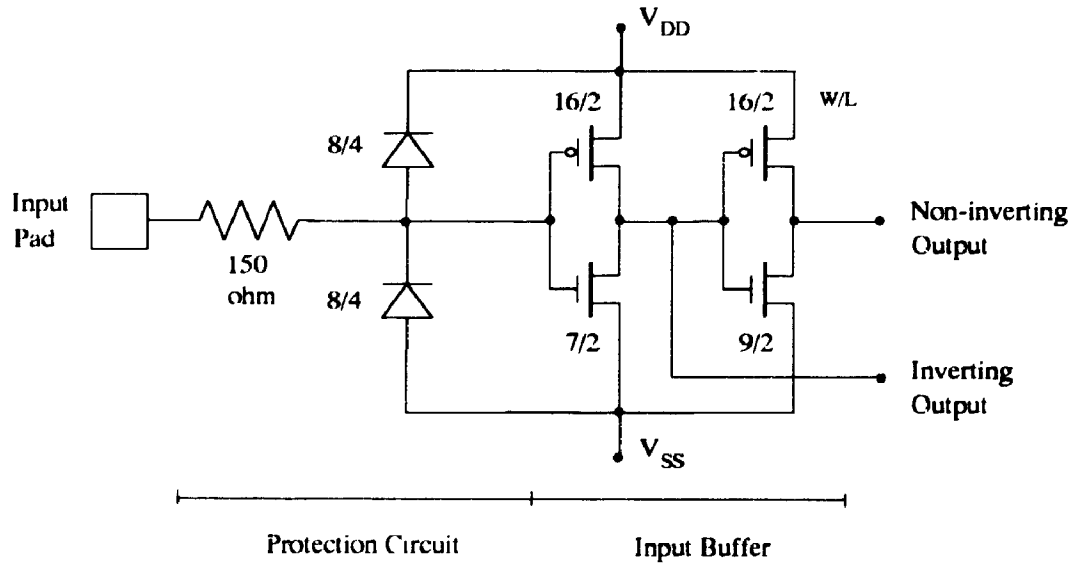 V_DD
16/2
16/2
W/L
8/4
Input
Pad
Non-inverting
Output
150
ohm
8/4
7/2
9/2
Inverting
Output
V_SS
Protection Circuit
Input Buffer